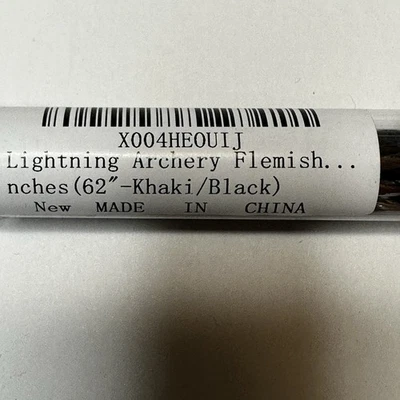 X004HEOUIJ
Lightning Archery Flemish...
nches(62"-Khaki/Black)
New MADE IN CHINA